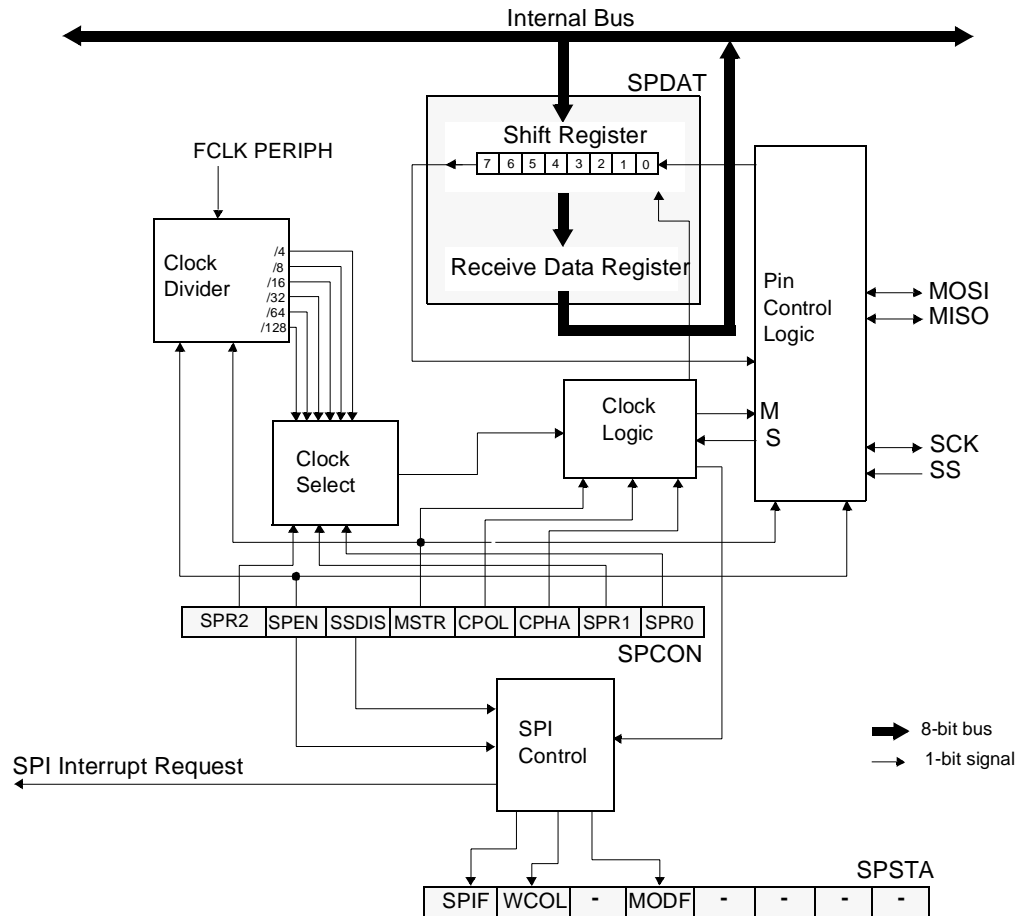 Internal Bus
SPDAT
Shift Register
7 6 5 4 3 2 1 0
FCLK PERIPH
Clock
Divider
/4
/8
/16
/32
/64
/128
Receive Data Register
Pin
Control
Logic
MOSI
MISO
Clock
Logic
M
S
SCK
SS
Clock
Select
SPR2 SPEN SSDIS MSTR CPOL CPHA SPR1 SPR0
SPCON
SPI
Control
8-bit bus
1-bit signal
SPI Interrupt Request
SPSTA
SPIF WCOL - MODF - - - -